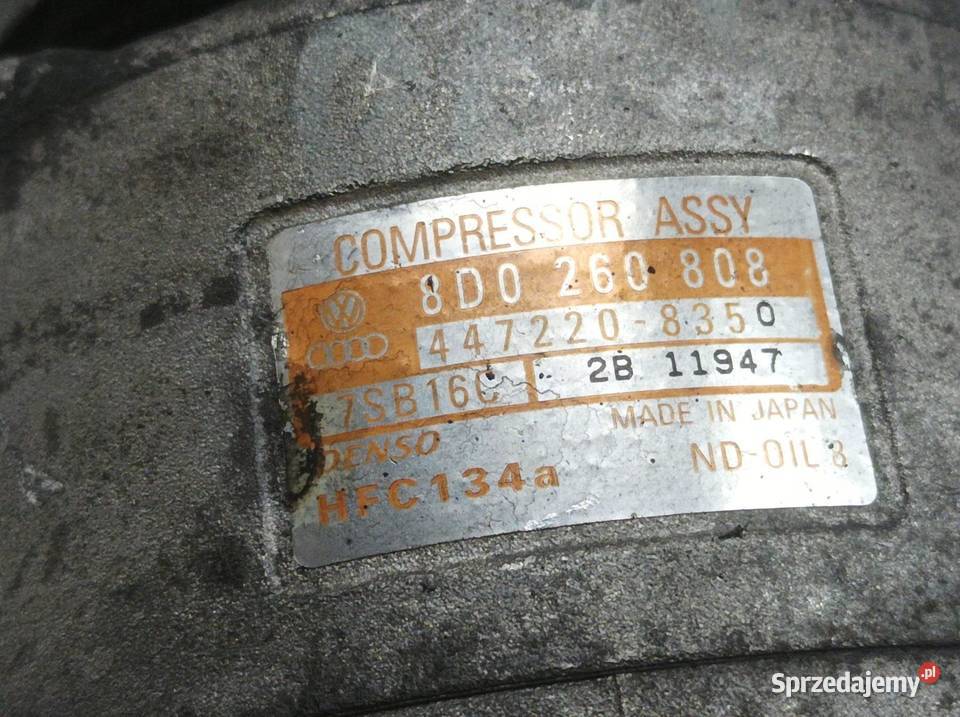 COMPRESSOR ASSY
8D0 260 808
447220-8350
7SB16C 2B 11947
MADE IN JAPAN
DENSO
ND-OIL 8
HFC134a
Sprzedajemy.pl